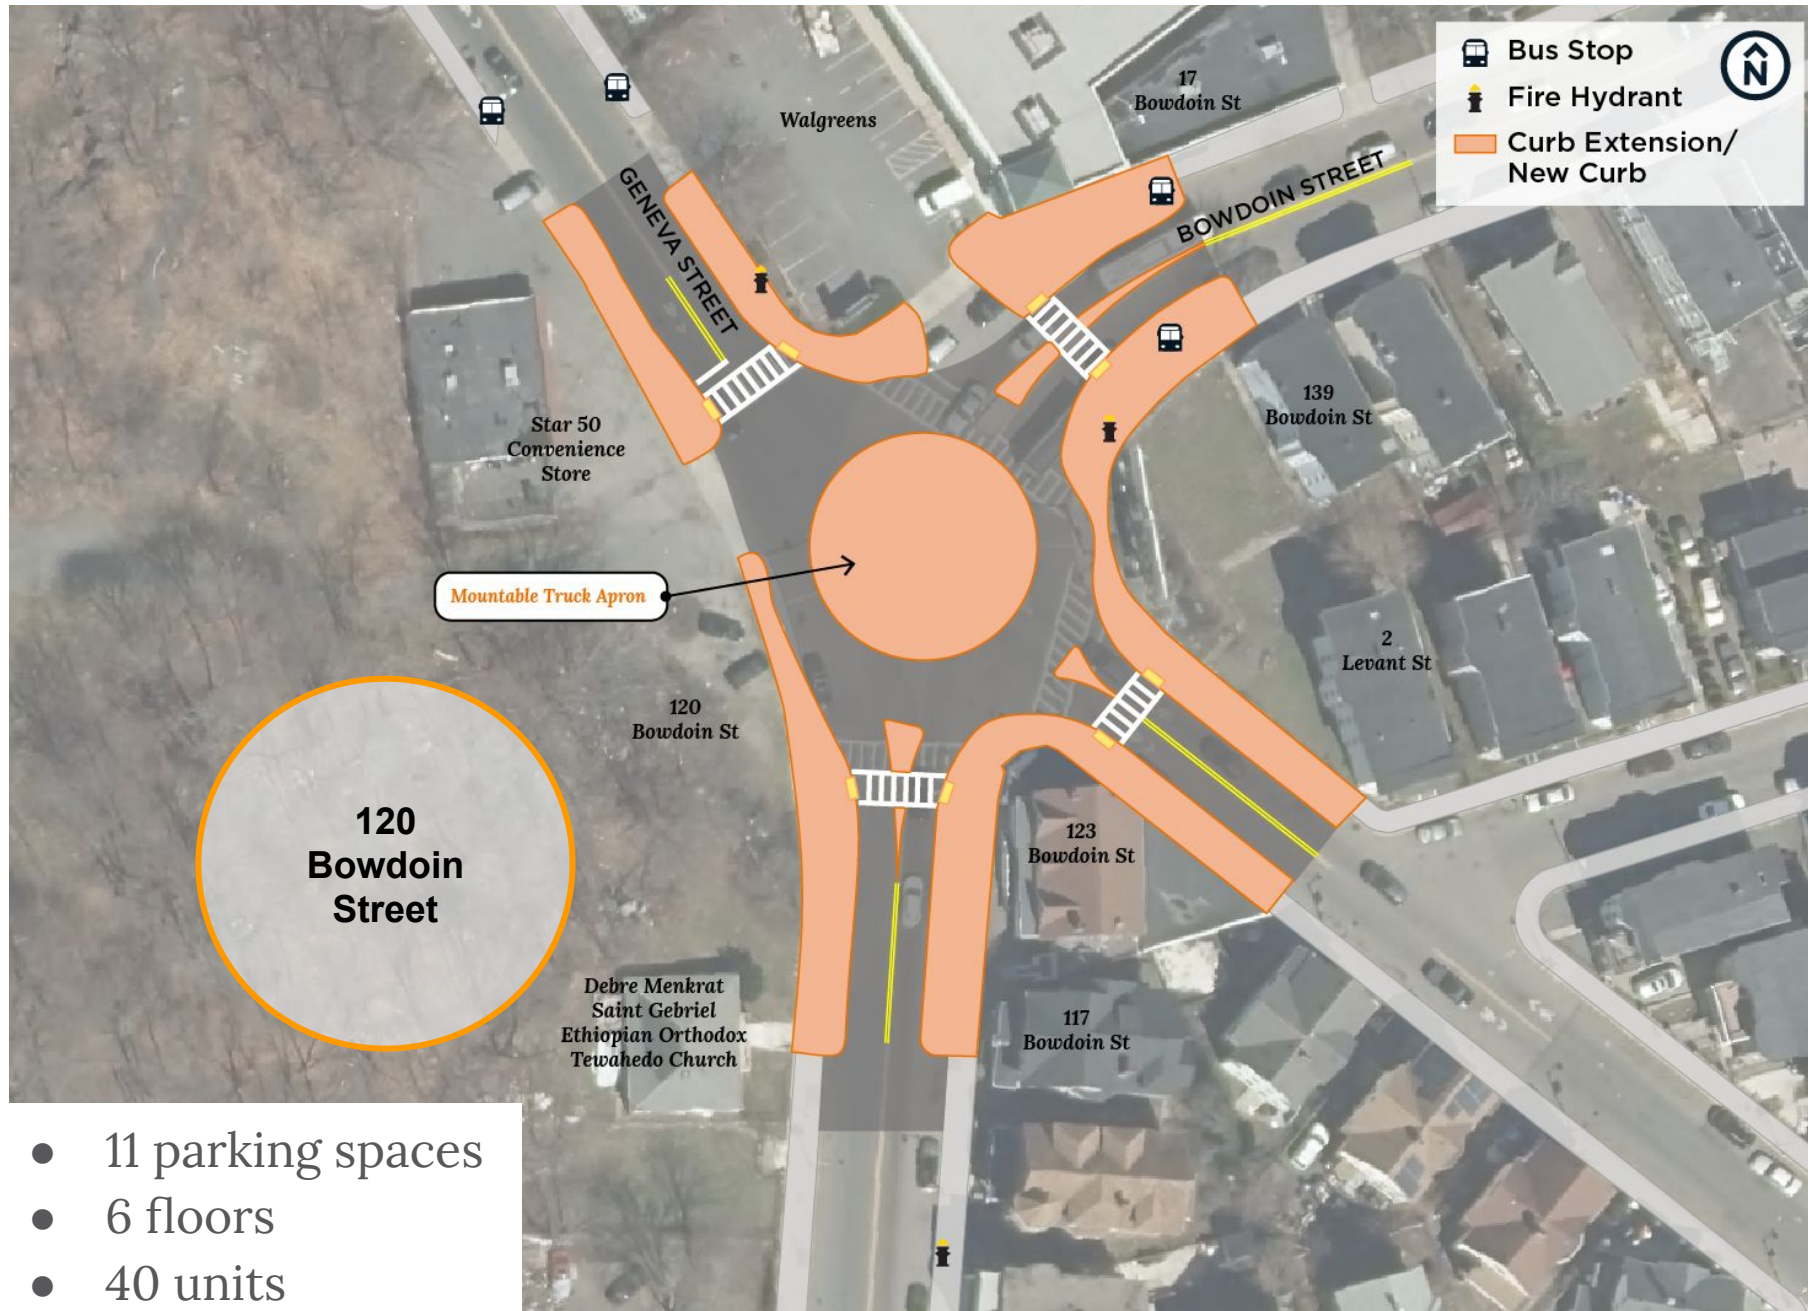 Bus Stop
Fire Hydrant
Curb Extension/
New Curb
N
17
Bowdoin St
Walgreens
GENEVA STREET
BOWDOIN STREET
139
Bowdoin St
Star 50
Convenience
Store
Mountable Truck Apron
2
Levant St
120
Bowdoin St
120
Bowdoin
Street
123
Bowdoin St
Debre Menkrat
Saint Gebriel
Ethiopian Orthodox
Tewahedo Church
117
Bowdoin St
● 11 parking spaces
● 6 floors
● 40 units